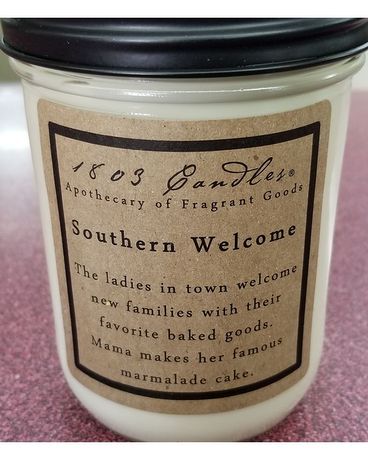 1803 Candles®
Apothecary of Fragrant Goods
Southern Welcome
The ladies in town welcome
new families with their
favorite baked goods.
Mama makes her famous
marmalade cake.